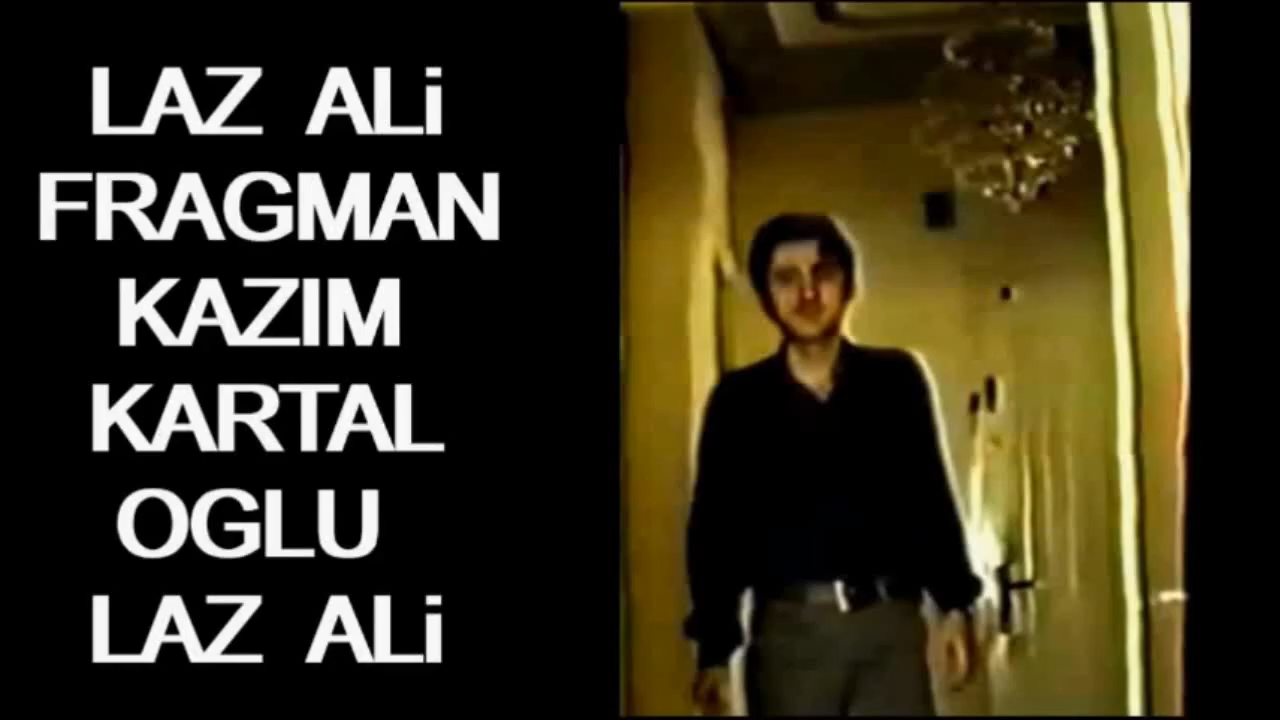 LAZ ALi
FRAGMAN
KAZIM
KARTAL
OGLU
LAZ ALi